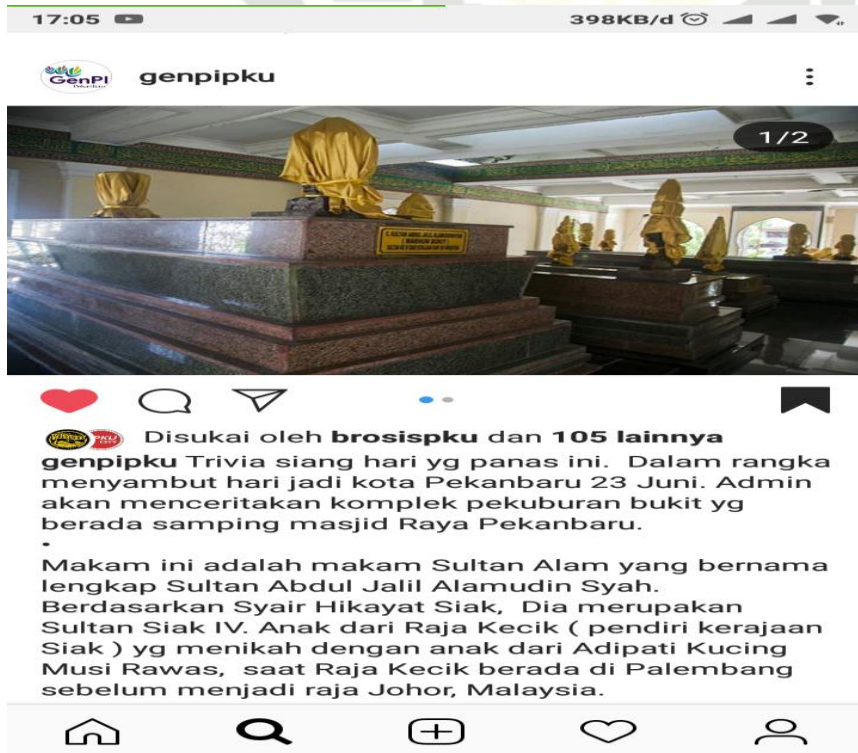 17:05
398KB/d
GenPI
genpipku
1/2
Disukai oleh brosispku dan 105 lainnya
genpipku Trivia siang hari yg panas ini. Dalam rangka
menyambut hari jadi kota Pekanbaru 23 Juni. Admin
akan menceritakan komplek pekuburan bukit yg
berada samping masjid Raya Pekanbaru.
•
Makam ini adalah makam Sultan Alam yang bernama
lengkap Sultan Abdul Jalil Alamudin Syah.
Berdasarkan Syair Hikayat Siak, Dia merupakan
Sultan Siak IV. Anak dari Raja Kecik ( pendiri kerajaan
Siak ) yg menikah dengan anak dari Adipati Kucing
Musi Rawas, saat Raja Kecik berada di Palembang
sebelum menjadi raja Johor, Malaysia.